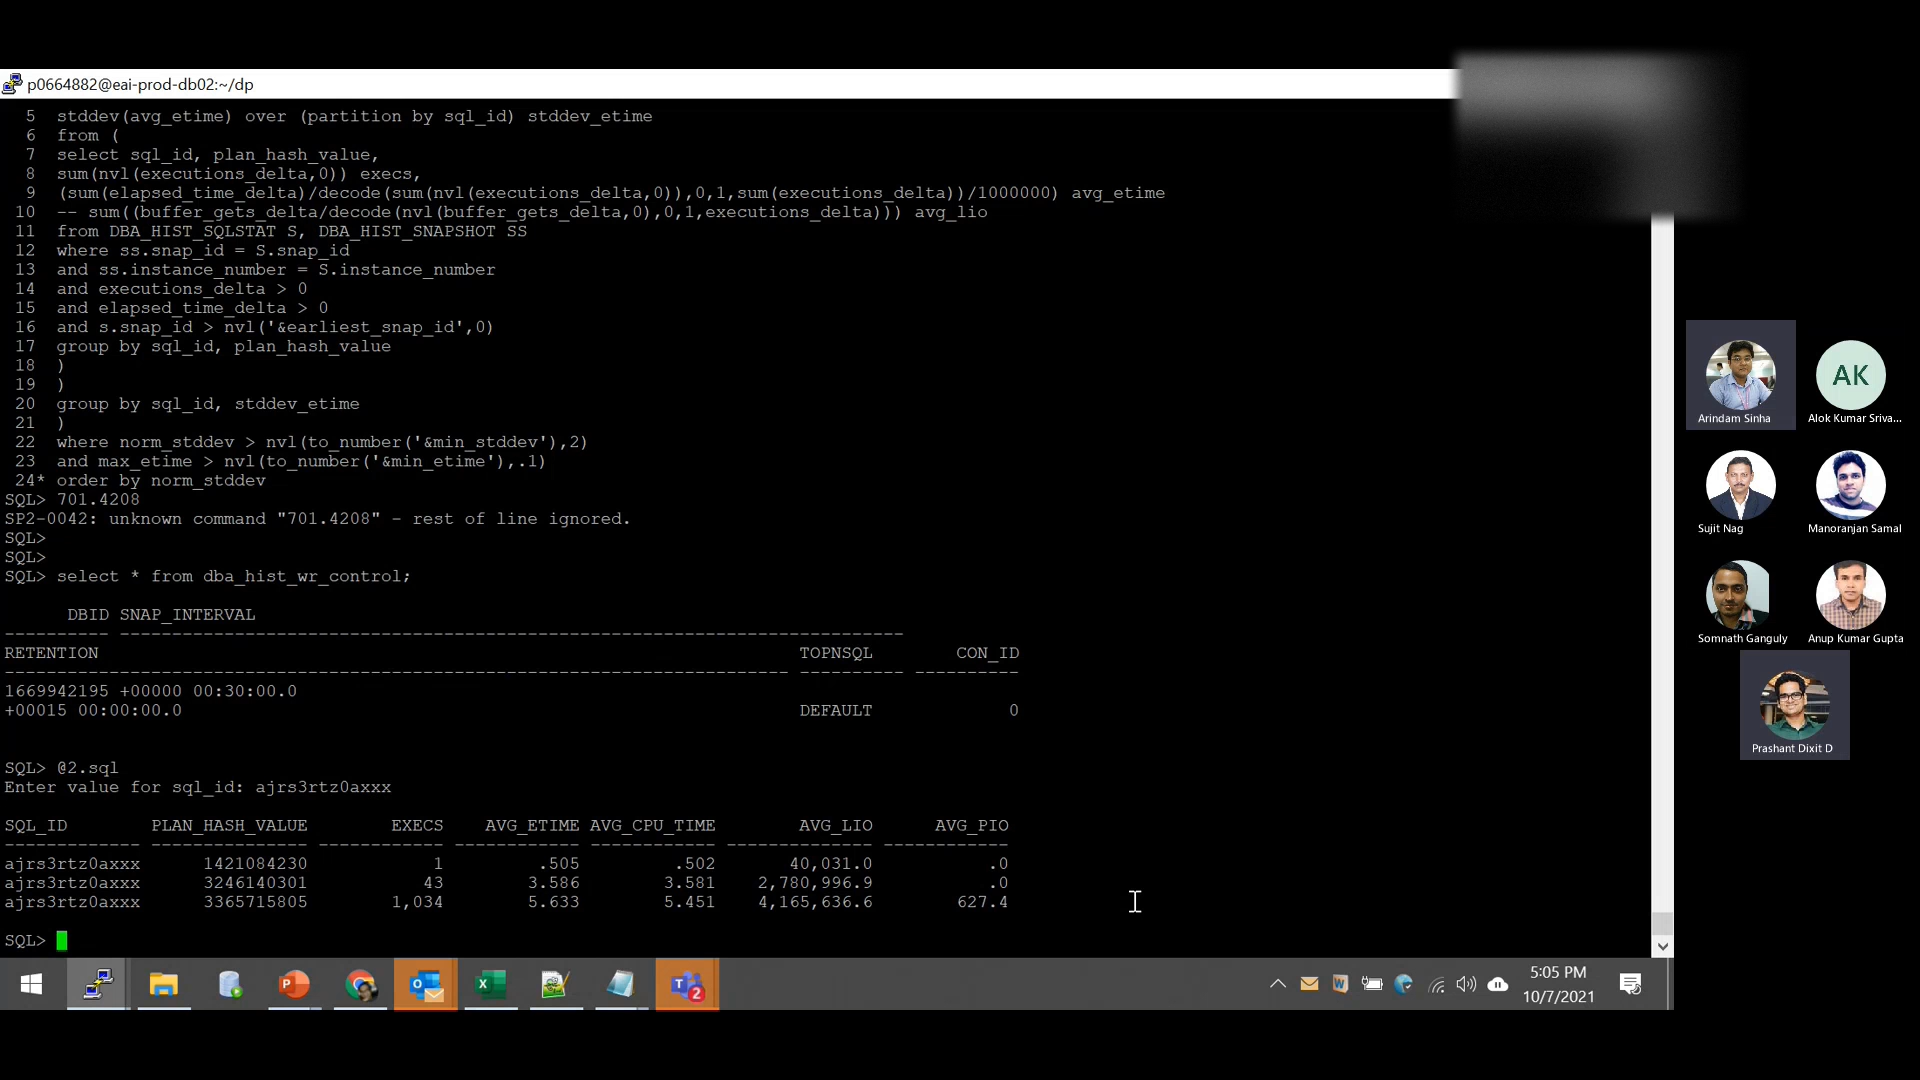 p0664882@eai-prod-db02:~/dp
5 stddev(avg_etime) over (partition by sql_id) stddev_etime
6 from (
7 select sql_id, plan_hash_value,
8 sum(nvl(executions_delta,0)) execs,
9 (sum(elapsed_time_delta)/decode(sum(nvl(executions_delta,0)),0,1,sum(executions_delta))/1000000) avg_etime
10 -- sum((buffer_gets_delta/decode(nvl(buffer_gets_delta,0),0,1,executions_delta))) avg_lio
11 from DBA_HIST_SQLSTAT S, DBA_HIST_SNAPSHOT SS
12 where ss.snap_id = S.snap_id
13 and ss.instance_number = S.instance_number
14 and executions_delta > 0
15 and elapsed_time_delta > 0
16 and s.snap_id > nvl('&earliest_snap_id',0)
17 group by sql_id, plan_hash_value
18 )
19 )
20 group by sql_id, stddev_etime
21 )
22 where norm_stddev > nvl(to_number('&min_stddev'),2)
23 and max_etime > nvl(to_number('&min_etime'),.1)
24* order by norm_stddev
SQL> 701.4208
SP2-0042: unknown command "701.4208" - rest of line ignored.
SQL>
SQL>
SQL> select * from dba_hist_wr_control;
DBID SNAP_INTERVAL
---------- ---------------------------------------------------------------------------
RETENTION TOPNSQL CON_ID
--------------------------------------------------------------------------- ---------- ----------
1669942195 +00000 00:30:00.0
+00015 00:00:00.0 DEFAULT 0
SQL> @2.sql
Enter value for sql_id: ajrs3rtz0axxx
SQL_ID PLAN_HASH_VALUE EXECS AVG_ETIME AVG_CPU_TIME AVG_LIO AVG_PIO
------------- --------------- ------------ ------------ ------------ -------------- ------------
ajrs3rtz0axxx 1421084230 1 .505 .502 40,031.0 .0
ajrs3rtz0axxx 3246140301 43 3.586 3.581 2,780,996.9 .0
ajrs3rtz0axxx 3365715805 1,034 5.633 5.451 4,165,636.6 627.4
SQL>
AK
Arindam Sinha
Alok Kumar Sriva...
Sujit Nag
Manoranjan Samal
Somnath Ganguly
Anup Kumar Gupta
Prashant Dixit D
2
5:05 PM
10/7/2021